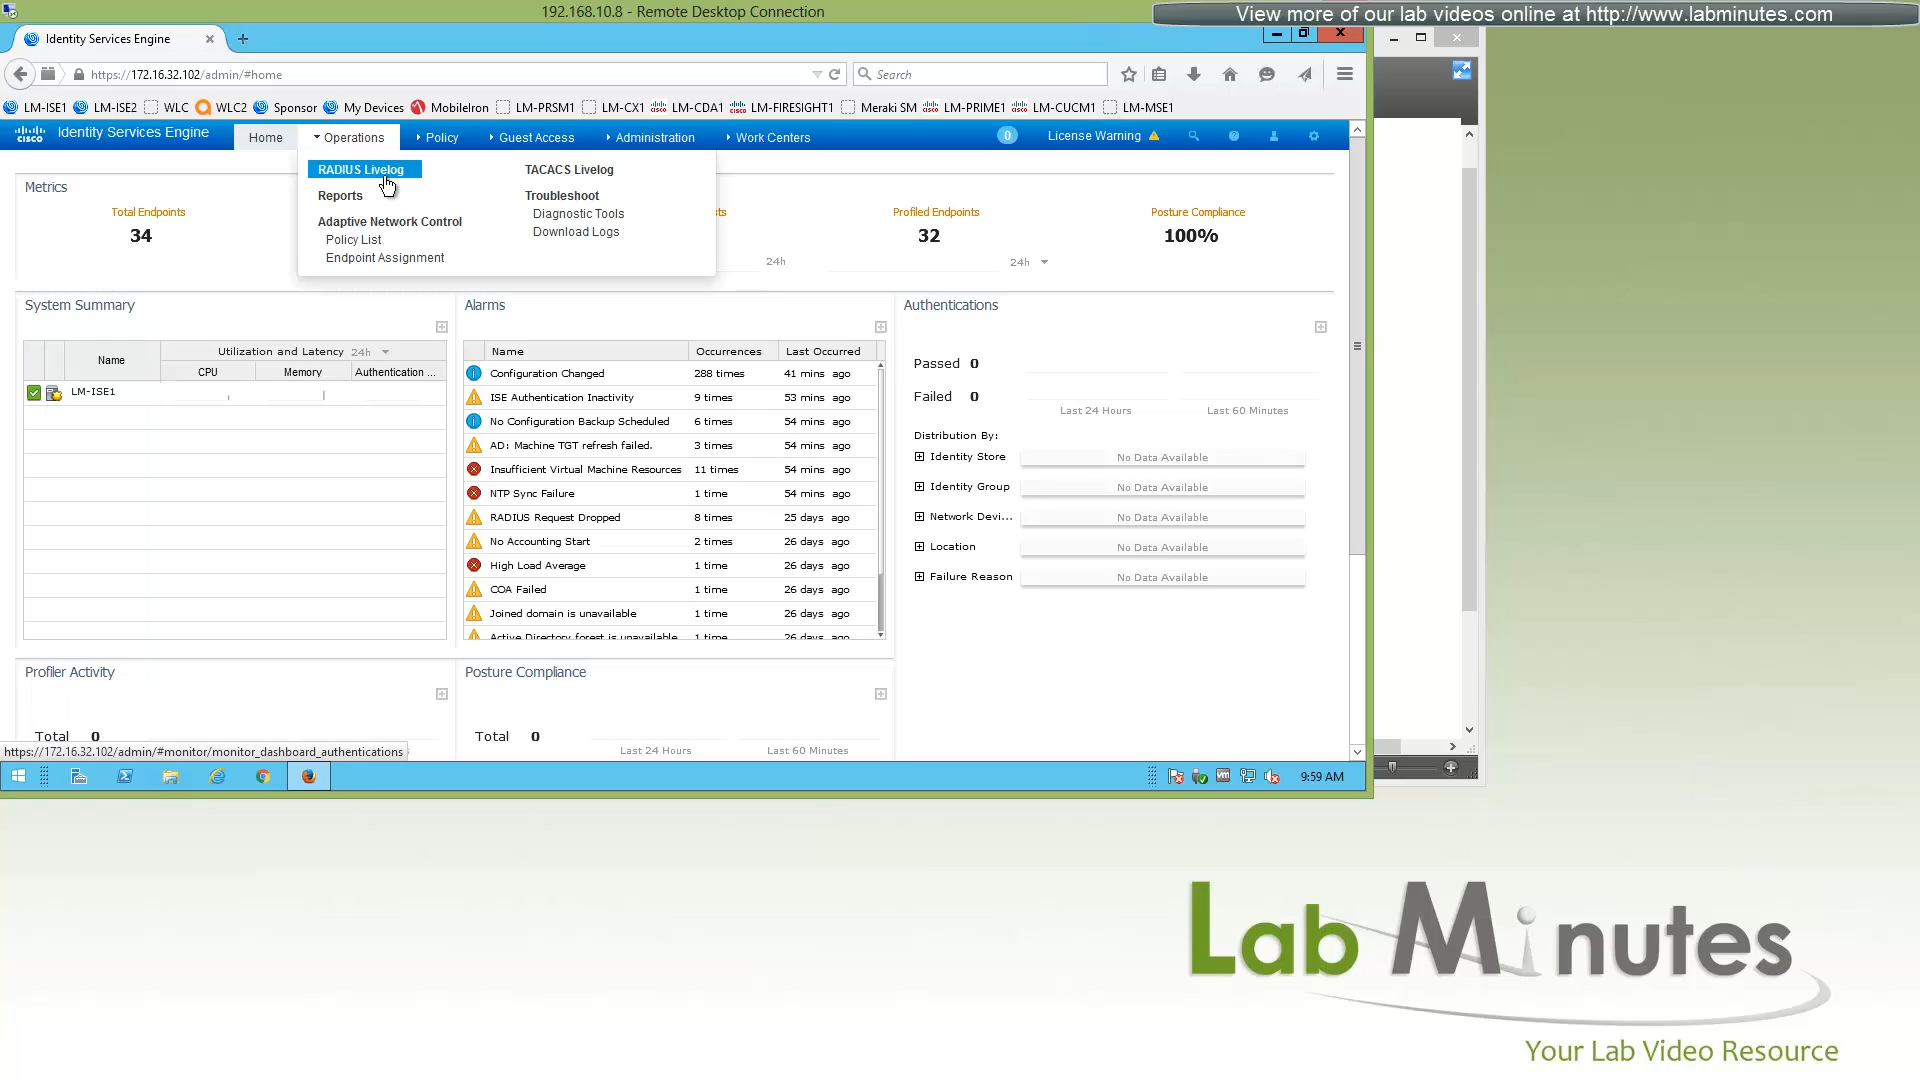 192.168.10.8 - Remote Desktop Connection
View more of our lab videos online at http://www.labminutes.com
Identity Services Engine
https://172.16.32.102/admin/#home
Search
LM-ISE1 LM-ISE2 WLC WLC2 Sponsor My Devices MobileIron LM-PRSM1 LM-CX1 LM-CDA1 LM-FIRESIGHT1 Meraki SM LM-PRIME1 LM-CUCM1 LM-MSE1
cisco Identity Services Engine Home Operations Policy Guest Access Administration Work Centers 0 License Warning
RADIUS Livelog TACACS Livelog
Reports Troubleshoot
Diagnostic Tools
Adaptive Network Control
Download Logs
Policy List
Endpoint Assignment
Metrics
Total Endpoints
34
sts
24h
Profiled Endpoints
32
24h
Posture Compliance
100%
System Summary
Name Utilization and Latency 24h
CPU Memory Authentication ...
LM-ISE1
Alarms
Name Occurrences Last Occurred
Configuration Changed 288 times 41 mins ago
ISE Authentication Inactivity 9 times 53 mins ago
No Configuration Backup Scheduled 6 times 54 mins ago
AD: Machine TGT refresh failed. 3 times 54 mins ago
Insufficient Virtual Machine Resources 11 times 54 mins ago
NTP Sync Failure 1 time 54 mins ago
RADIUS Request Dropped 8 times 25 days ago
No Accounting Start 2 times 26 days ago
High Load Average 1 time 26 days ago
COA Failed 1 time 26 days ago
Joined domain is unavailable 1 time 26 days ago
Active Directory forest is unavailable 1 time 26 days ago
Authentications
Passed 0
Failed 0
Last 24 Hours Last 60 Minutes
Distribution By:
Identity Store No Data Available
Identity Group No Data Available
Network Devi... No Data Available
Location No Data Available
Failure Reason No Data Available
Profiler Activity
Total 0
Posture Compliance
Total 0
Last 24 Hours Last 60 Minutes
https://172.16.32.102/admin/#monitor/monitor_dashboard_authentications
9:59 AM
Lab Minutes
Your Lab Video Resource